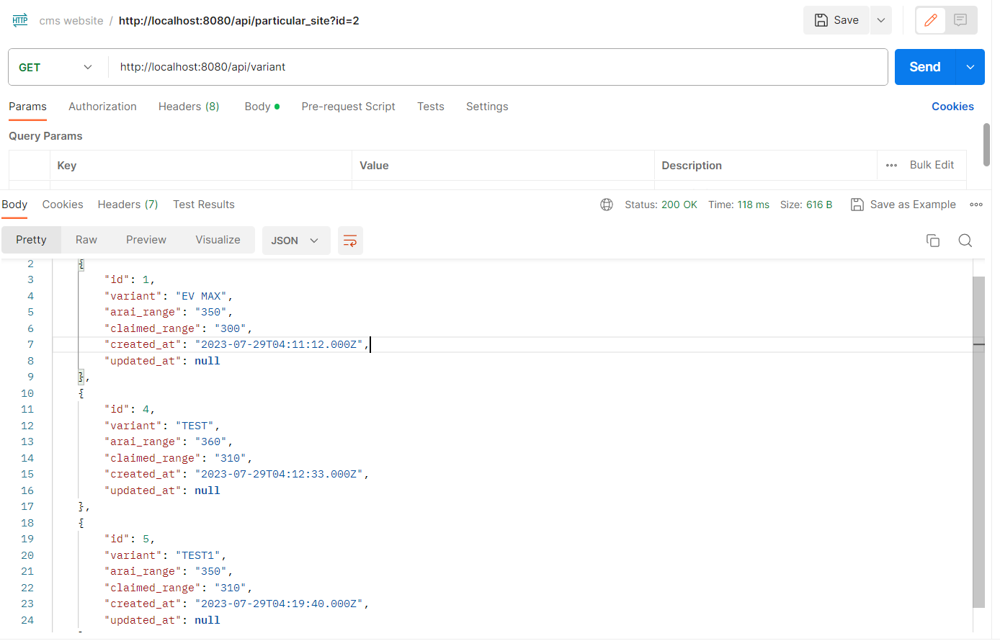 HTTP cms website / http://localhost:8080/api/particular_site?id=2 Save
GET http://localhost:8080/api/variant Send
Params Authorization Headers (8) Body Pre-request Script Tests Settings Cookies
Query Params
Key Value Description Bulk Edit
Body Cookies Headers (7) Test Results Status: 200 OK Time: 118 ms Size: 616 B Save as Example
Pretty Raw Preview Visualize JSON
2 {
3 "id": 1,
4 "variant": "EV MAX",
5 "arai_range": "350",
6 "claimed_range": "300",
7 "created_at": "2023-07-29T04:11:12.000Z",
8 "updated_at": null
9 },
10 {
11 "id": 4,
12 "variant": "TEST",
13 "arai_range": "360",
14 "claimed_range": "310",
15 "created_at": "2023-07-29T04:12:33.000Z",
16 "updated_at": null
17 },
18 {
19 "id": 5,
20 "variant": "TEST1",
21 "arai_range": "350",
22 "claimed_range": "310",
23 "created_at": "2023-07-29T04:19:40.000Z",
24 "updated_at": null